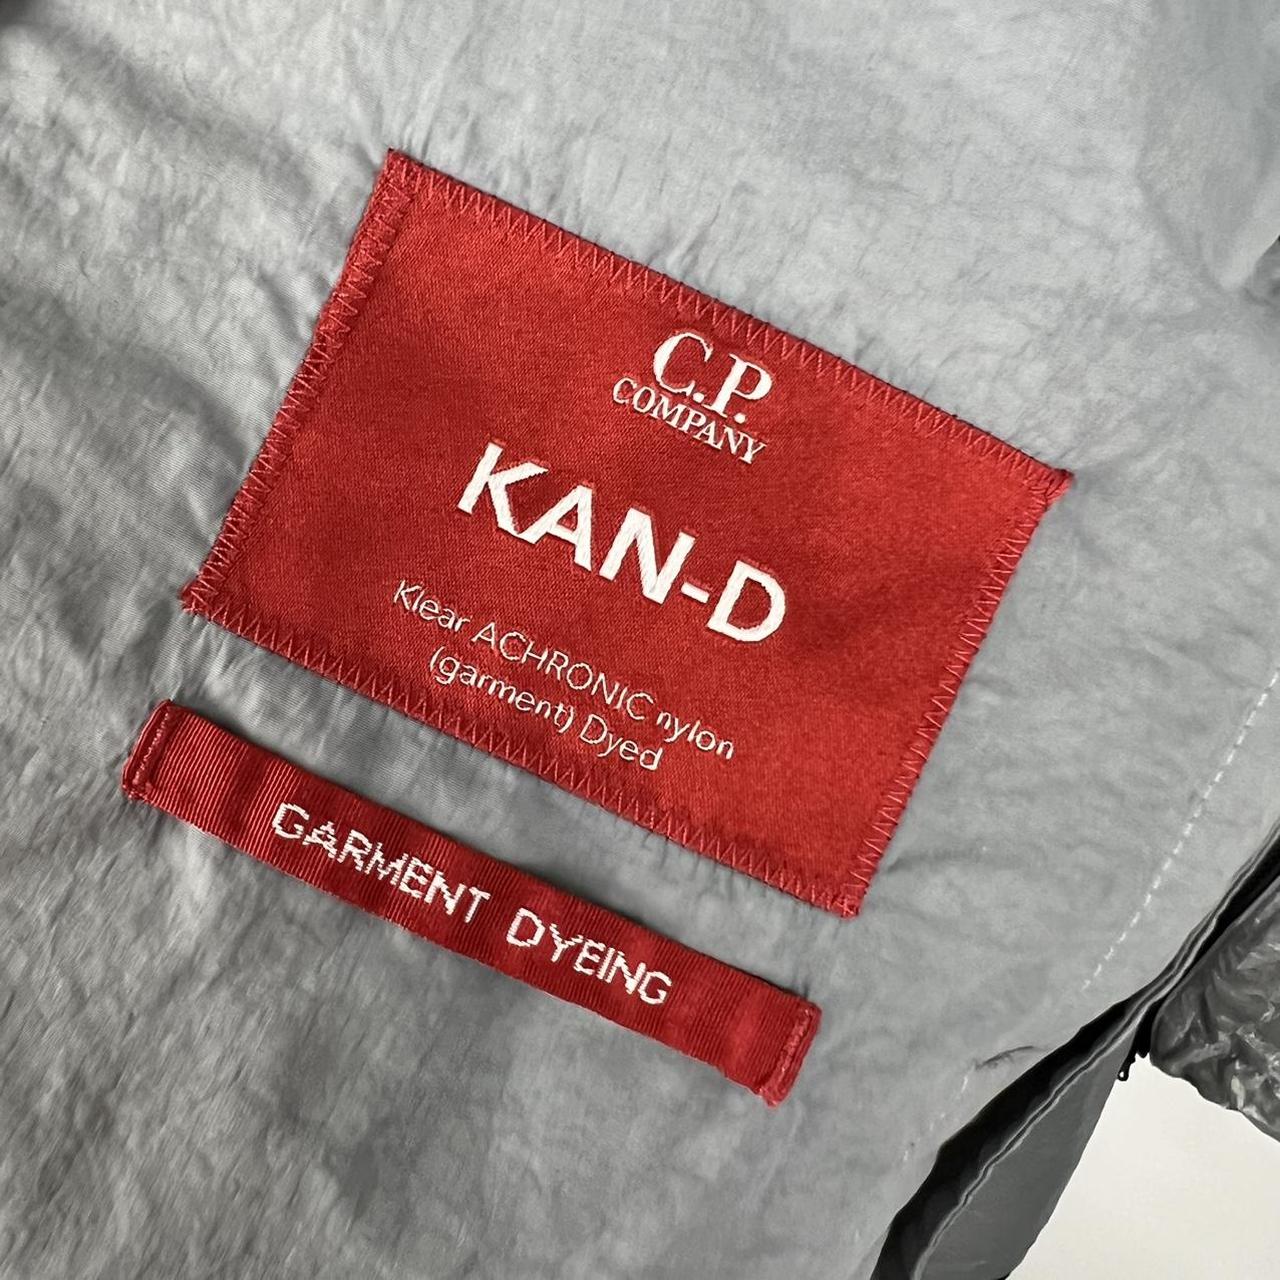 C.P.
COMPANY
KAN-D
Klear ACHRONIC nylon
(garment) Dyed
GARMENT DYEING